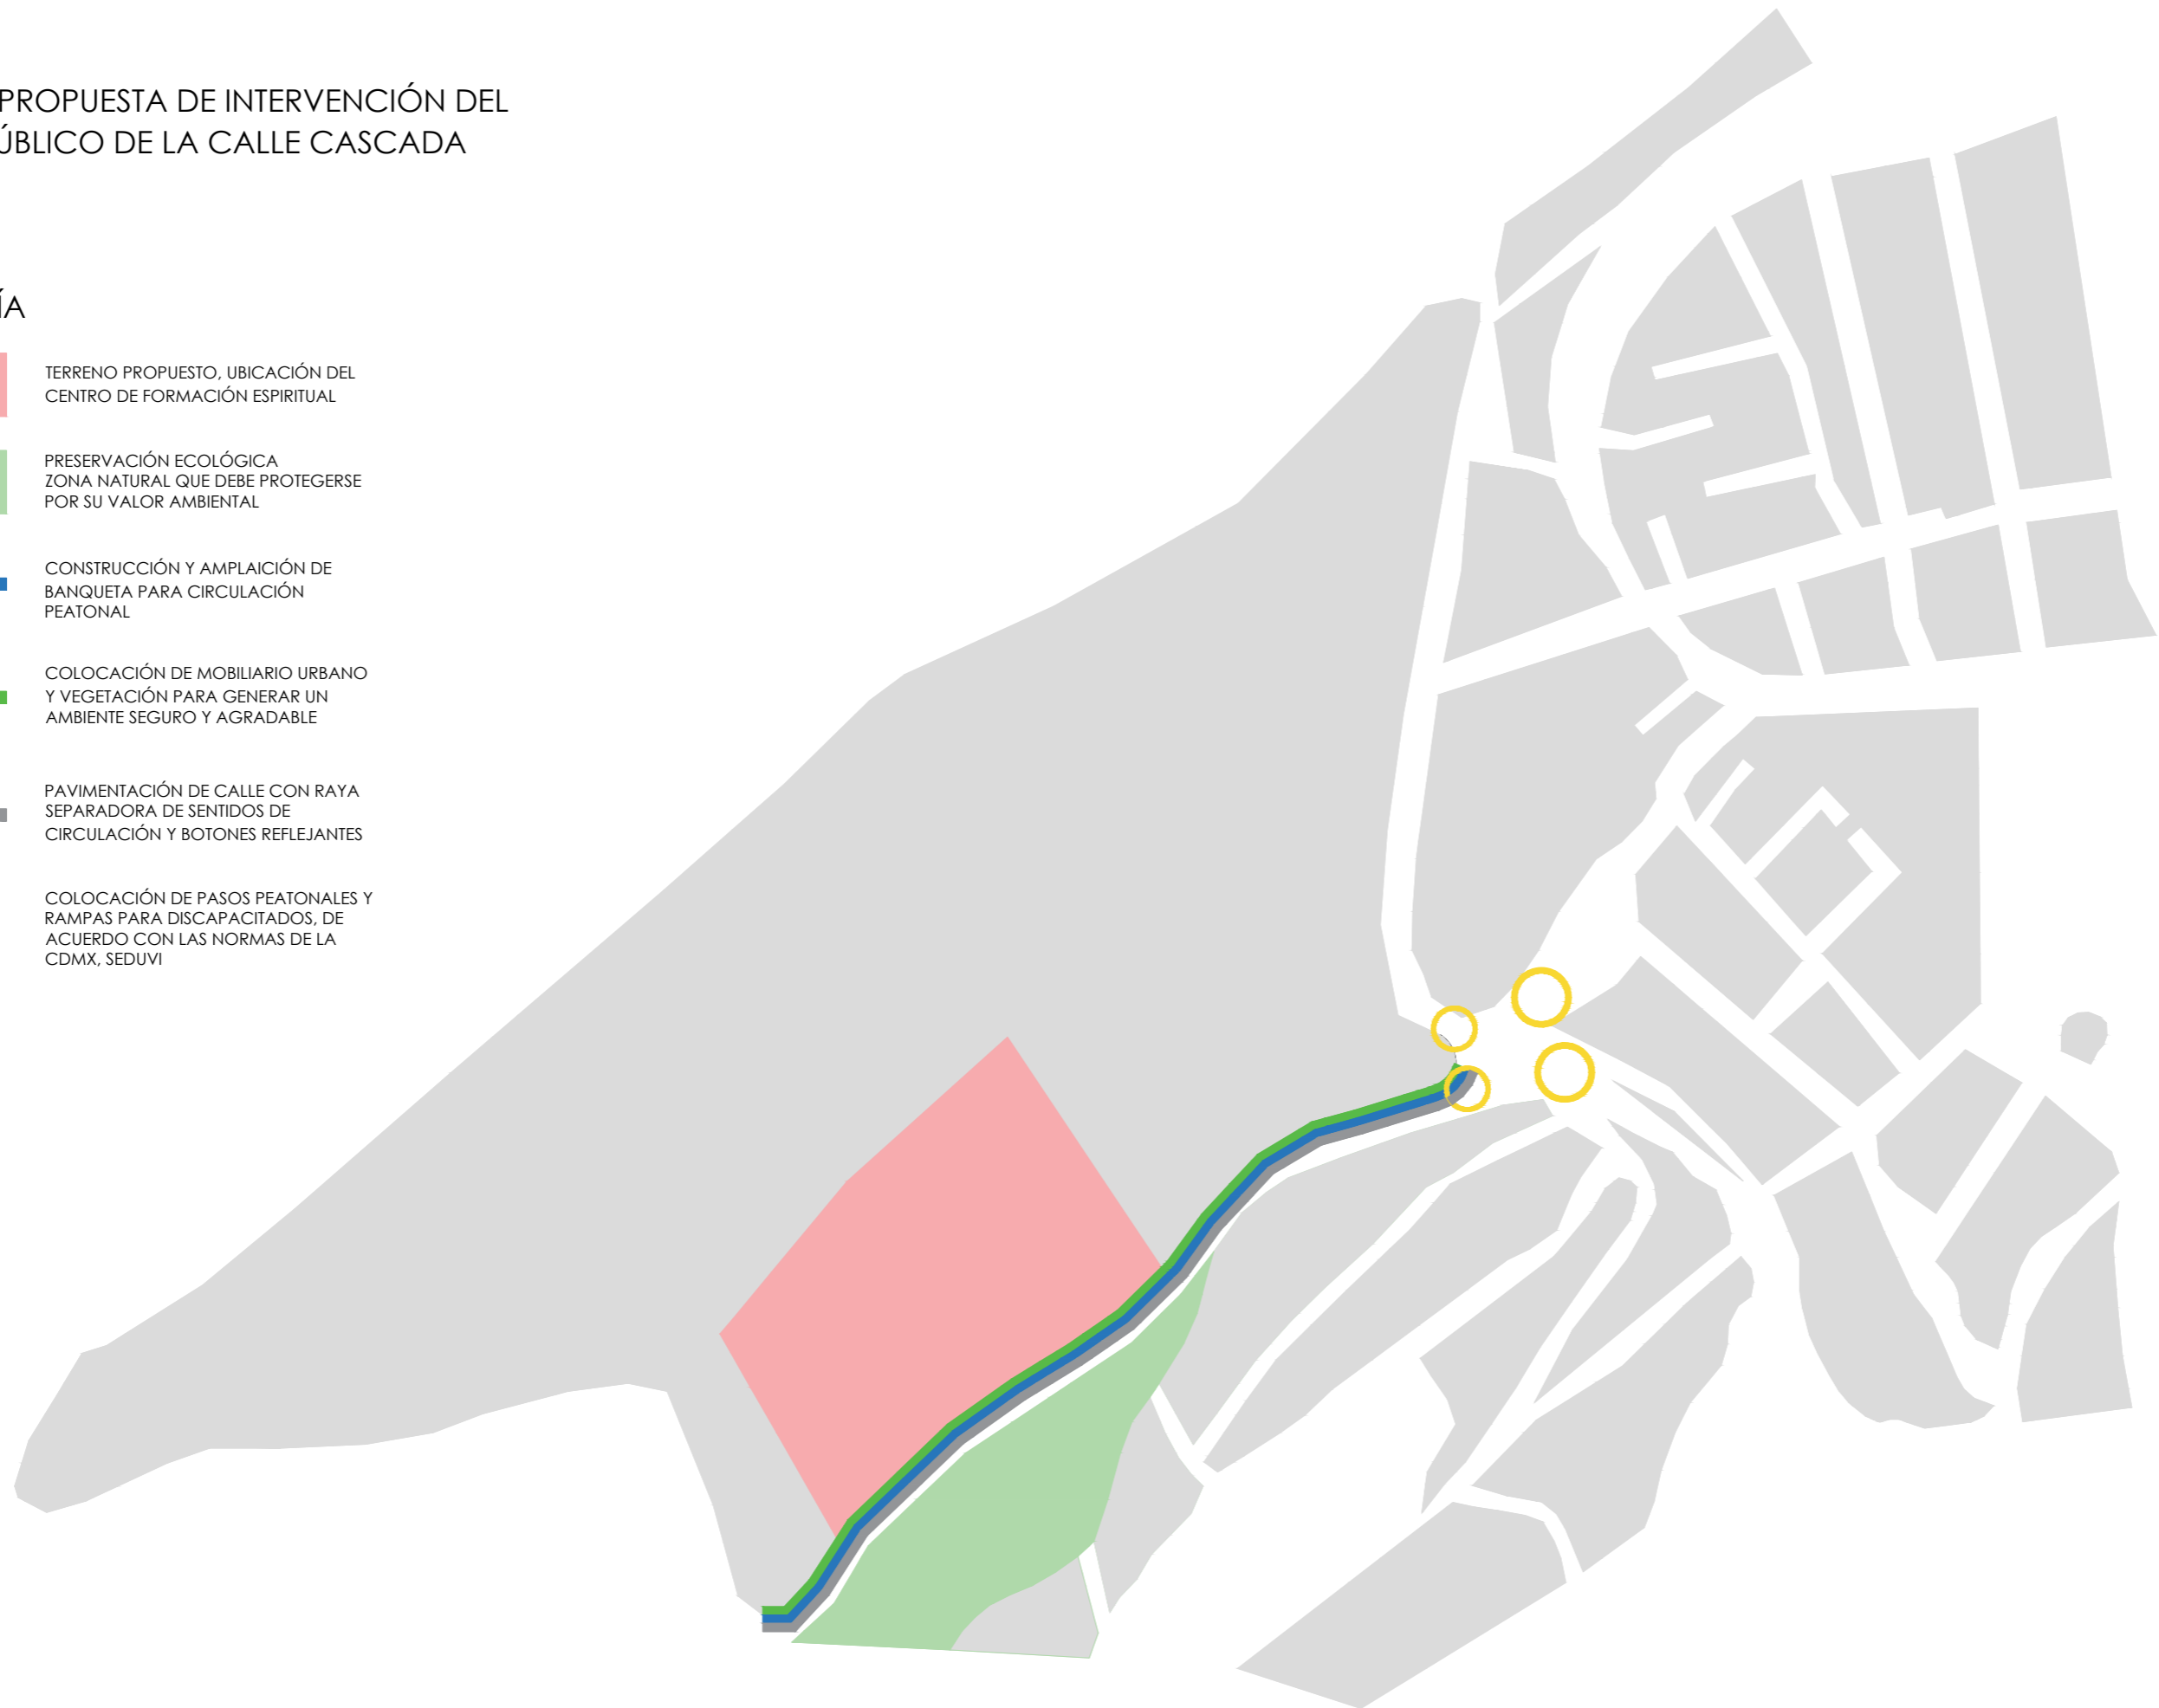 PROPUESTA DE INTERVENCIÓN DEL
ÚBLICO DE LA CALLE CASCADA
ÍA
TERRENO PROPUESTO, UBICACIÓN DEL
CENTRO DE FORMACIÓN ESPIRITUAL
PRESERVACIÓN ECOLÓGICA
ZONA NATURAL QUE DEBE PROTEGERSE
POR SU VALOR AMBIENTAL
CONSTRUCCIÓN Y AMPLAICIÓN DE
BANQUETA PARA CIRCULACIÓN
PEATONAL
COLOCACIÓN DE MOBILIARIO URBANO
Y VEGETACIÓN PARA GENERAR UN
AMBIENTE SEGURO Y AGRADABLE
PAVIMENTACIÓN DE CALLE CON RAYA
SEPARADORA DE SENTIDOS DE
CIRCULACIÓN Y BOTONES REFLEJANTES
COLOCACIÓN DE PASOS PEATONALES Y
RAMPAS PARA DISCAPACITADOS, DE
ACUERDO CON LAS NORMAS DE LA
CDMX, SEDUVI